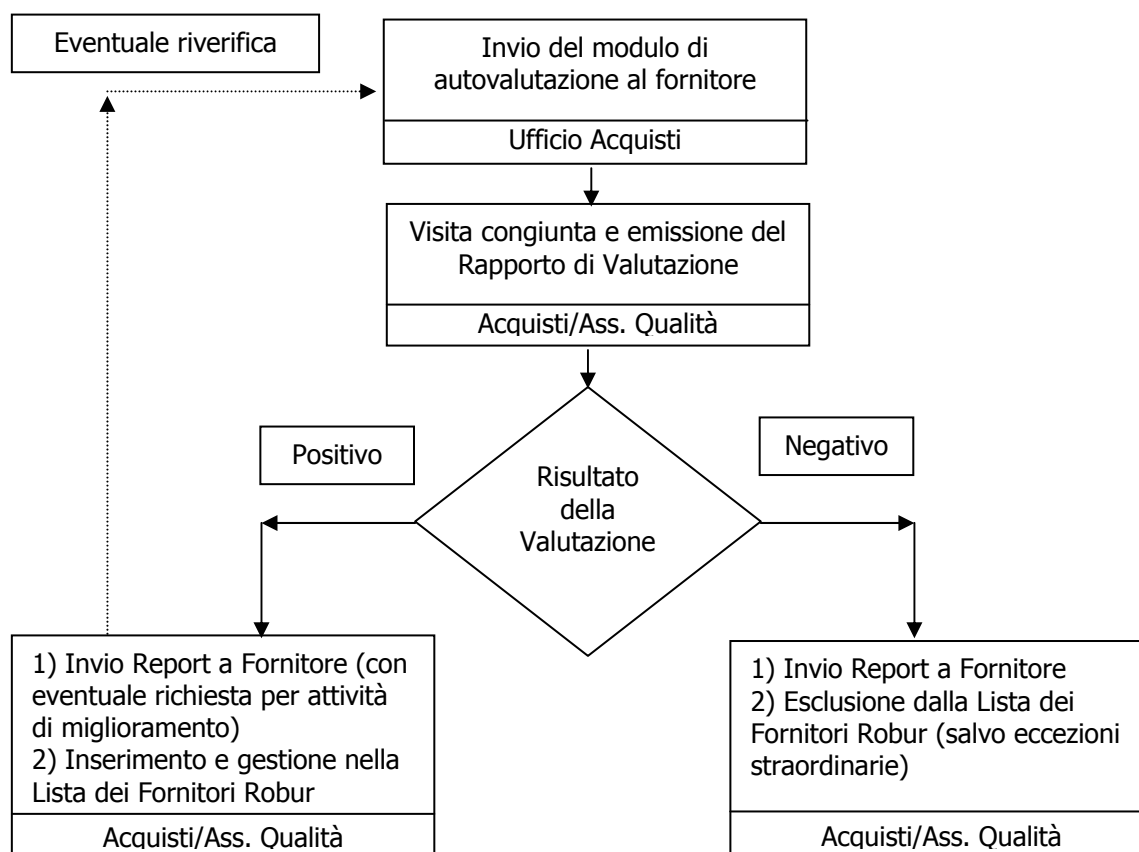 Eventuale riverifica
Invio del modulo di
autovalutazione al fornitore
Ufficio Acquisti
Visita congiunta e emissione del
Rapporto di Valutazione
Acquisti/Ass. Qualità
Positivo
Negativo
Risultato
della
Valutazione
1) Invio Report a Fornitore (con
eventuale richiesta per attività
di miglioramento)
2) Inserimento e gestione nella
Lista dei Fornitori Robur
Acquisti/Ass. Qualità
1) Invio Report a Fornitore
2) Esclusione dalla Lista dei
Fornitori Robur (salvo eccezioni
straordinarie)
Acquisti/Ass. Qualità